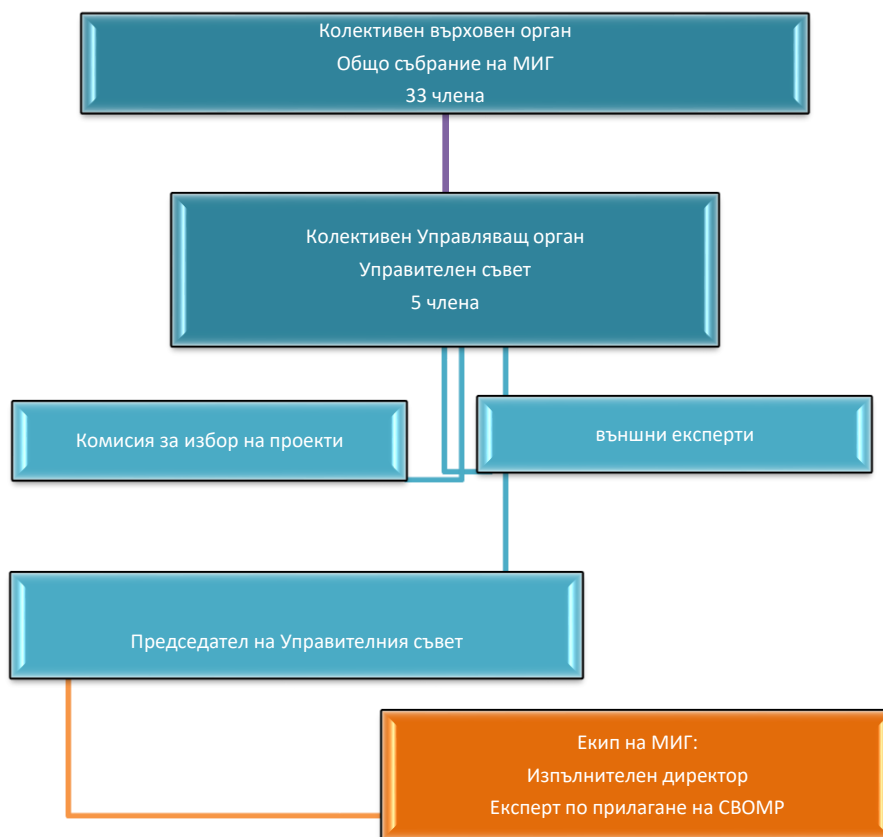 Колективен върховен орган
Общо събрание на МИГ
33 члена
Колективен Управляващ орган
Управителен съвет
5 члена
Комисия за избор на проекти
външни експерти
Председател на Управителния съвет
Екип на МИГ:
Изпълнителен директор
Експерт по прилагане на СВОМР